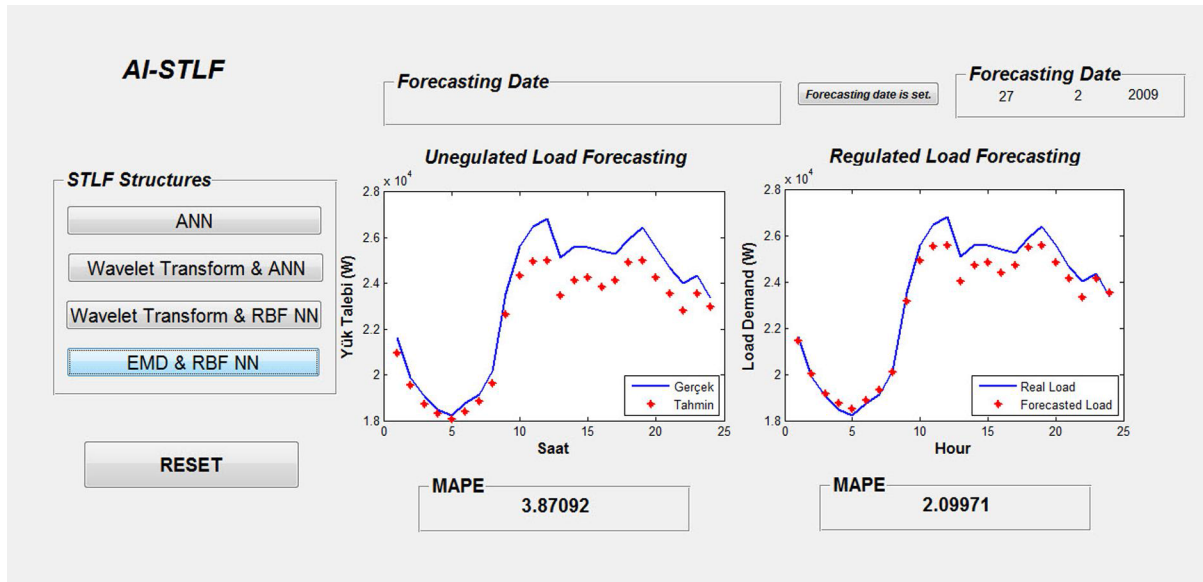 AI-STLF
Forecasting Date
Forecasting date is set.
Forecasting Date
27 2 2009
STLF Structures
ANN
Wavelet Transform & ANN
Wavelet Transform & RBF NN
EMD & RBF NN
RESET
Unegulated Load Forecasting
x 10^4
2.8
2.6
2.4
2.2
2
1.8
Yük Talebi (W)
0 5 10 15 20 25
Saat
Gerçek
Tahmin
MAPE
3.87092
Regulated Load Forecasting
x 10^4
2.8
2.6
2.4
2.2
2
1.8
Load Demand (W)
0 5 10 15 20 25
Hour
Real Load
Forecasted Load
MAPE
2.09971